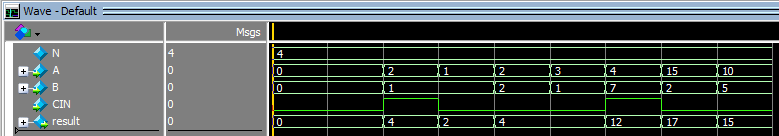 Wave - Default
Msgs
N 4 4
A 0 0 2 1 2 3 4 15 10
B 0 0 1 2 1 7 2 5
CIN 0
result 0 0 4 2 4 12 17 15